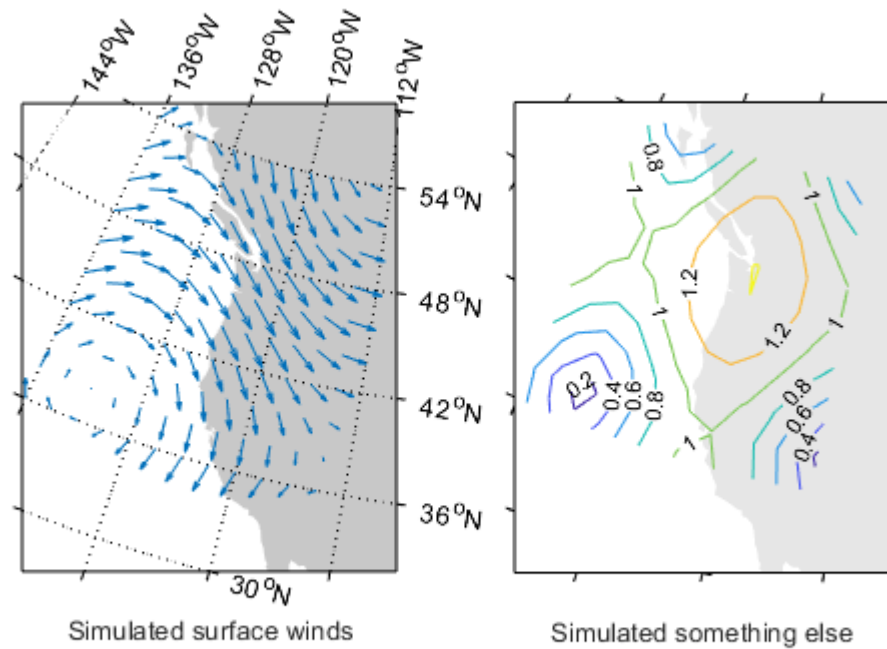 144°W
136°W
128°W
120°W
112°W
54°N
48°N
42°N
36°N
30°N
Simulated surface winds
0.8
1
1
1.2
1.2
1
1
1
0.2
0.4
0.6
0.8
0.8
0.6
0.4
Simulated something else